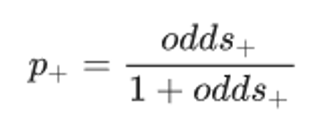 p₊ = odds₊ / (1 + odds₊)